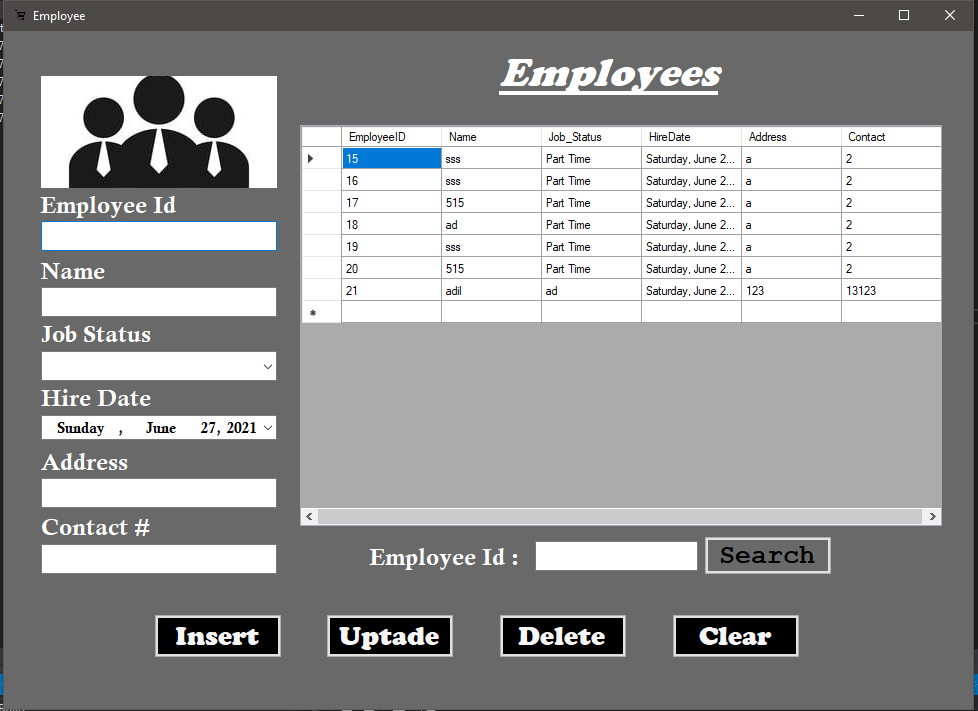 Employee
Employees
Employee Id
Name
Job Status
Hire Date
Sunday , June 27, 2021
Address
Contact #
EmployeeID Name Job_Status HireDate Address Contact
15 sss Part Time Saturday, June 2... a 2
16 sss Part Time Saturday, June 2... a 2
17 515 Part Time Saturday, June 2... a 2
18 ad Part Time Saturday, June 2... a 2
19 sss Part Time Saturday, June 2... a 2
20 515 Part Time Saturday, June 2... a 2
21 adil ad Saturday, June 2... 123 13123
Employee Id : Search
Insert Uptade Delete Clear